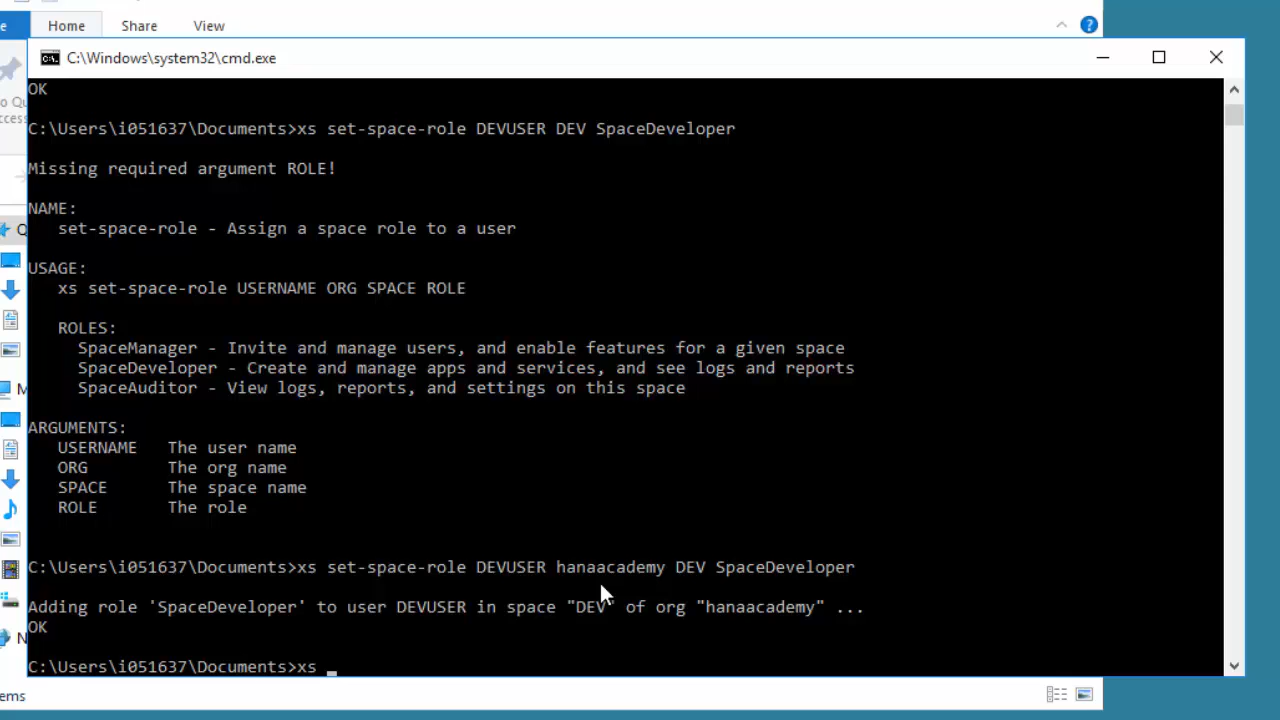 Home Share View
C:\Windows\system32\cmd.exe
OK
C:\Users\i051637\Documents>xs set-space-role DEVUSER DEV SpaceDeveloper
Missing required argument ROLE!
NAME:
set-space-role - Assign a space role to a user
USAGE:
xs set-space-role USERNAME ORG SPACE ROLE
ROLES:
SpaceManager - Invite and manage users, and enable features for a given space
SpaceDeveloper - Create and manage apps and services, and see logs and reports
SpaceAuditor - View logs, reports, and settings on this space
ARGUMENTS:
USERNAME The user name
ORG The org name
SPACE The space name
ROLE The role
C:\Users\i051637\Documents>xs set-space-role DEVUSER hanaacademy DEV SpaceDeveloper
Adding role 'SpaceDeveloper' to user DEVUSER in space "DEV" of org "hanaacademy" ...
OK
C:\Users\i051637\Documents>xs _